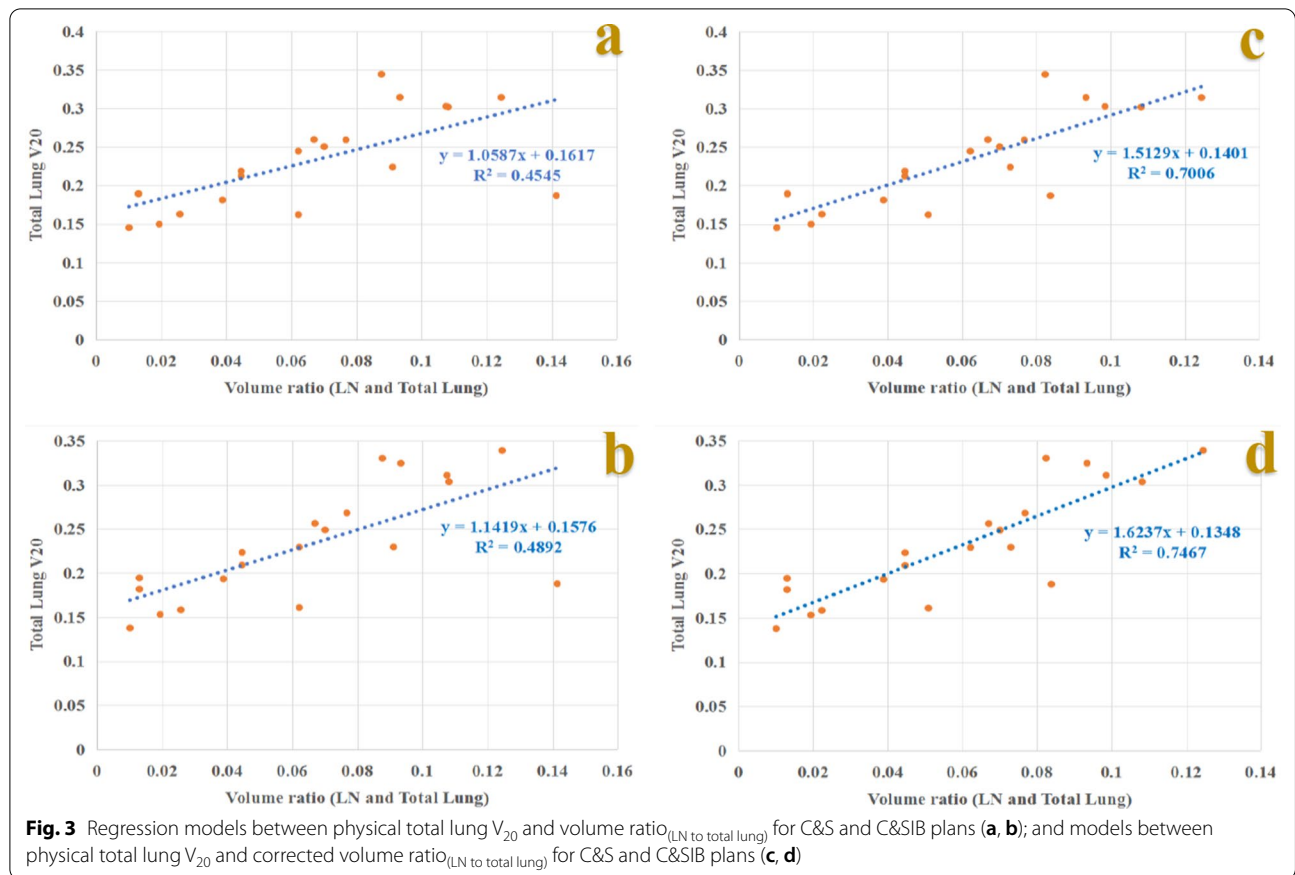 a
0.4
0.35
0.3
0.25
0.2
0.15
0.1
0.05
0
Total Lung V20
y = 1.0587x + 0.1617
R² = 0.4545
0 0.02 0.04 0.06 0.08 0.1 0.12 0.14 0.16
Volume ratio (LN and Total Lung)
c
0.4
0.35
0.3
0.25
0.2
0.15
0.1
0.05
0
Total Lung V20
y = 1.5129x + 0.1401
R² = 0.7006
0 0.02 0.04 0.06 0.08 0.1 0.12 0.14
Volume ratio (LN and Total Lung)
b
0.35
0.3
0.25
0.2
0.15
0.1
0.05
0
Total Lung V20
y = 1.1419x + 0.1576
R² = 0.4892
0 0.02 0.04 0.06 0.08 0.1 0.12 0.14 0.16
Volume ratio (LN and Total Lung)
d
0.35
0.3
0.25
0.2
0.15
0.1
0.05
0
Total Lung V20
y = 1.6237x + 0.1348
R² = 0.7467
0 0.02 0.04 0.06 0.08 0.1 0.12 0.14
Volume ratio (LN and Total Lung)
Fig. 3 Regression models between physical total lung V20 and volume ratio(LN to total lung) for C&S and C&SIB plans (a, b); and models between
physical total lung V20 and corrected volume ratio(LN to total lung) for C&S and C&SIB plans (c, d)